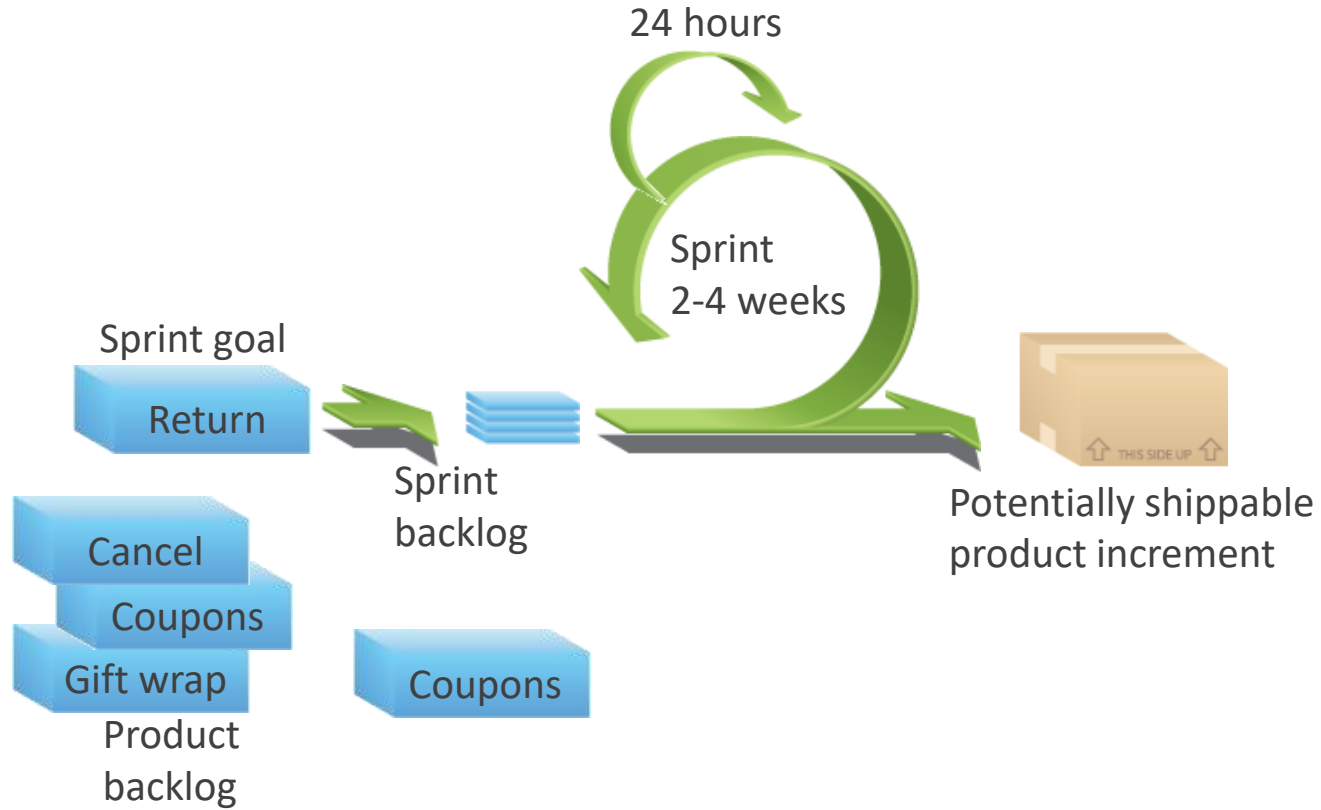 24 hours
Sprint
2-4 weeks
Sprint goal
Return
Sprint
backlog
THIS SIDE UP
Potentially shippable
product increment
Cancel
Coupons
Gift wrap
Coupons
Product
backlog